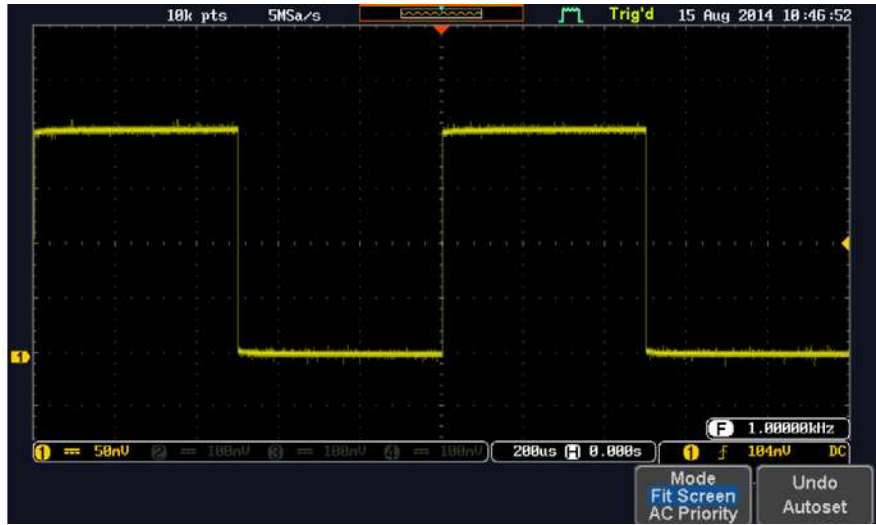 10k pts 5MSa/s Trig'd 15 Aug 2014 10:46:52
1
F 1.00000kHz
1 50mV 2 100mV 3 100mV 4 100mV 200us H 0.000s 1 104mV DC
Mode
Fit Screen
AC Priority
Undo
Autoset